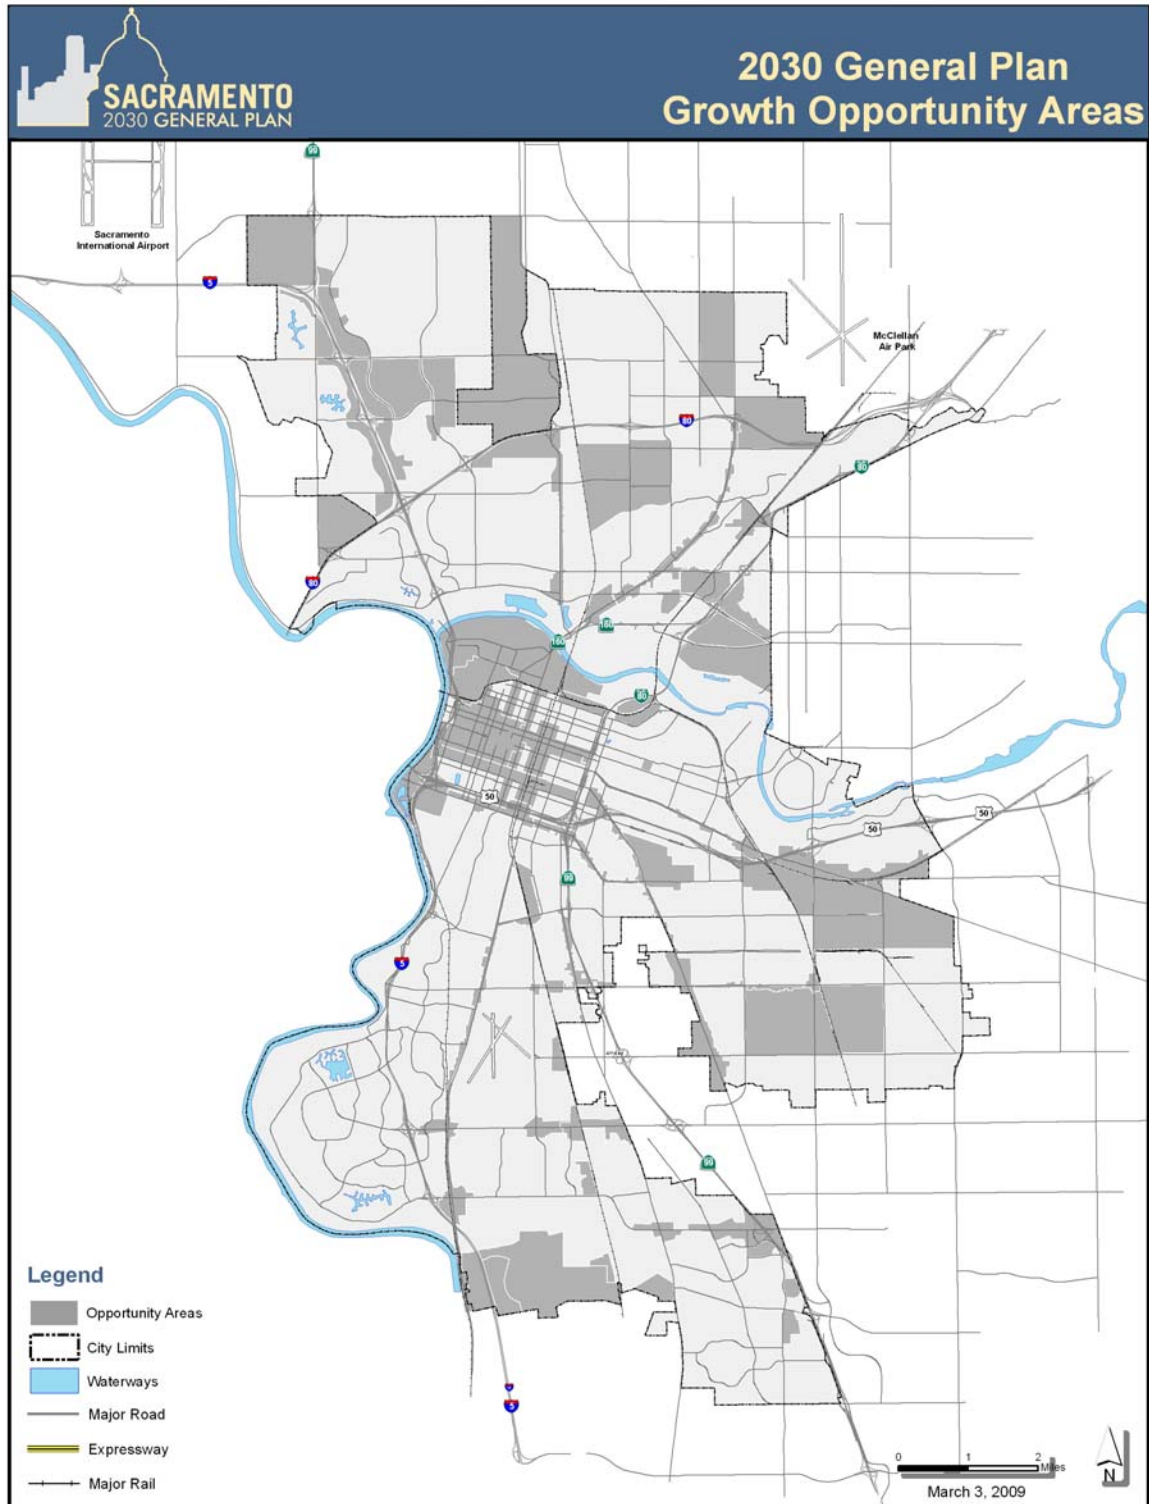 SACRAMENTO
2030 GENERAL PLAN
2030 General Plan
Growth Opportunity Areas
99
Sacramento
International Airport
5
McClellan
Air Park
80
80
80
160
160
80
50
50
50
99
5
99
Legend
Opportunity Areas
City Limits
Waterways
Major Road
Expressway
Major Rail
5
0 1 2
Miles
N
March 3, 2009